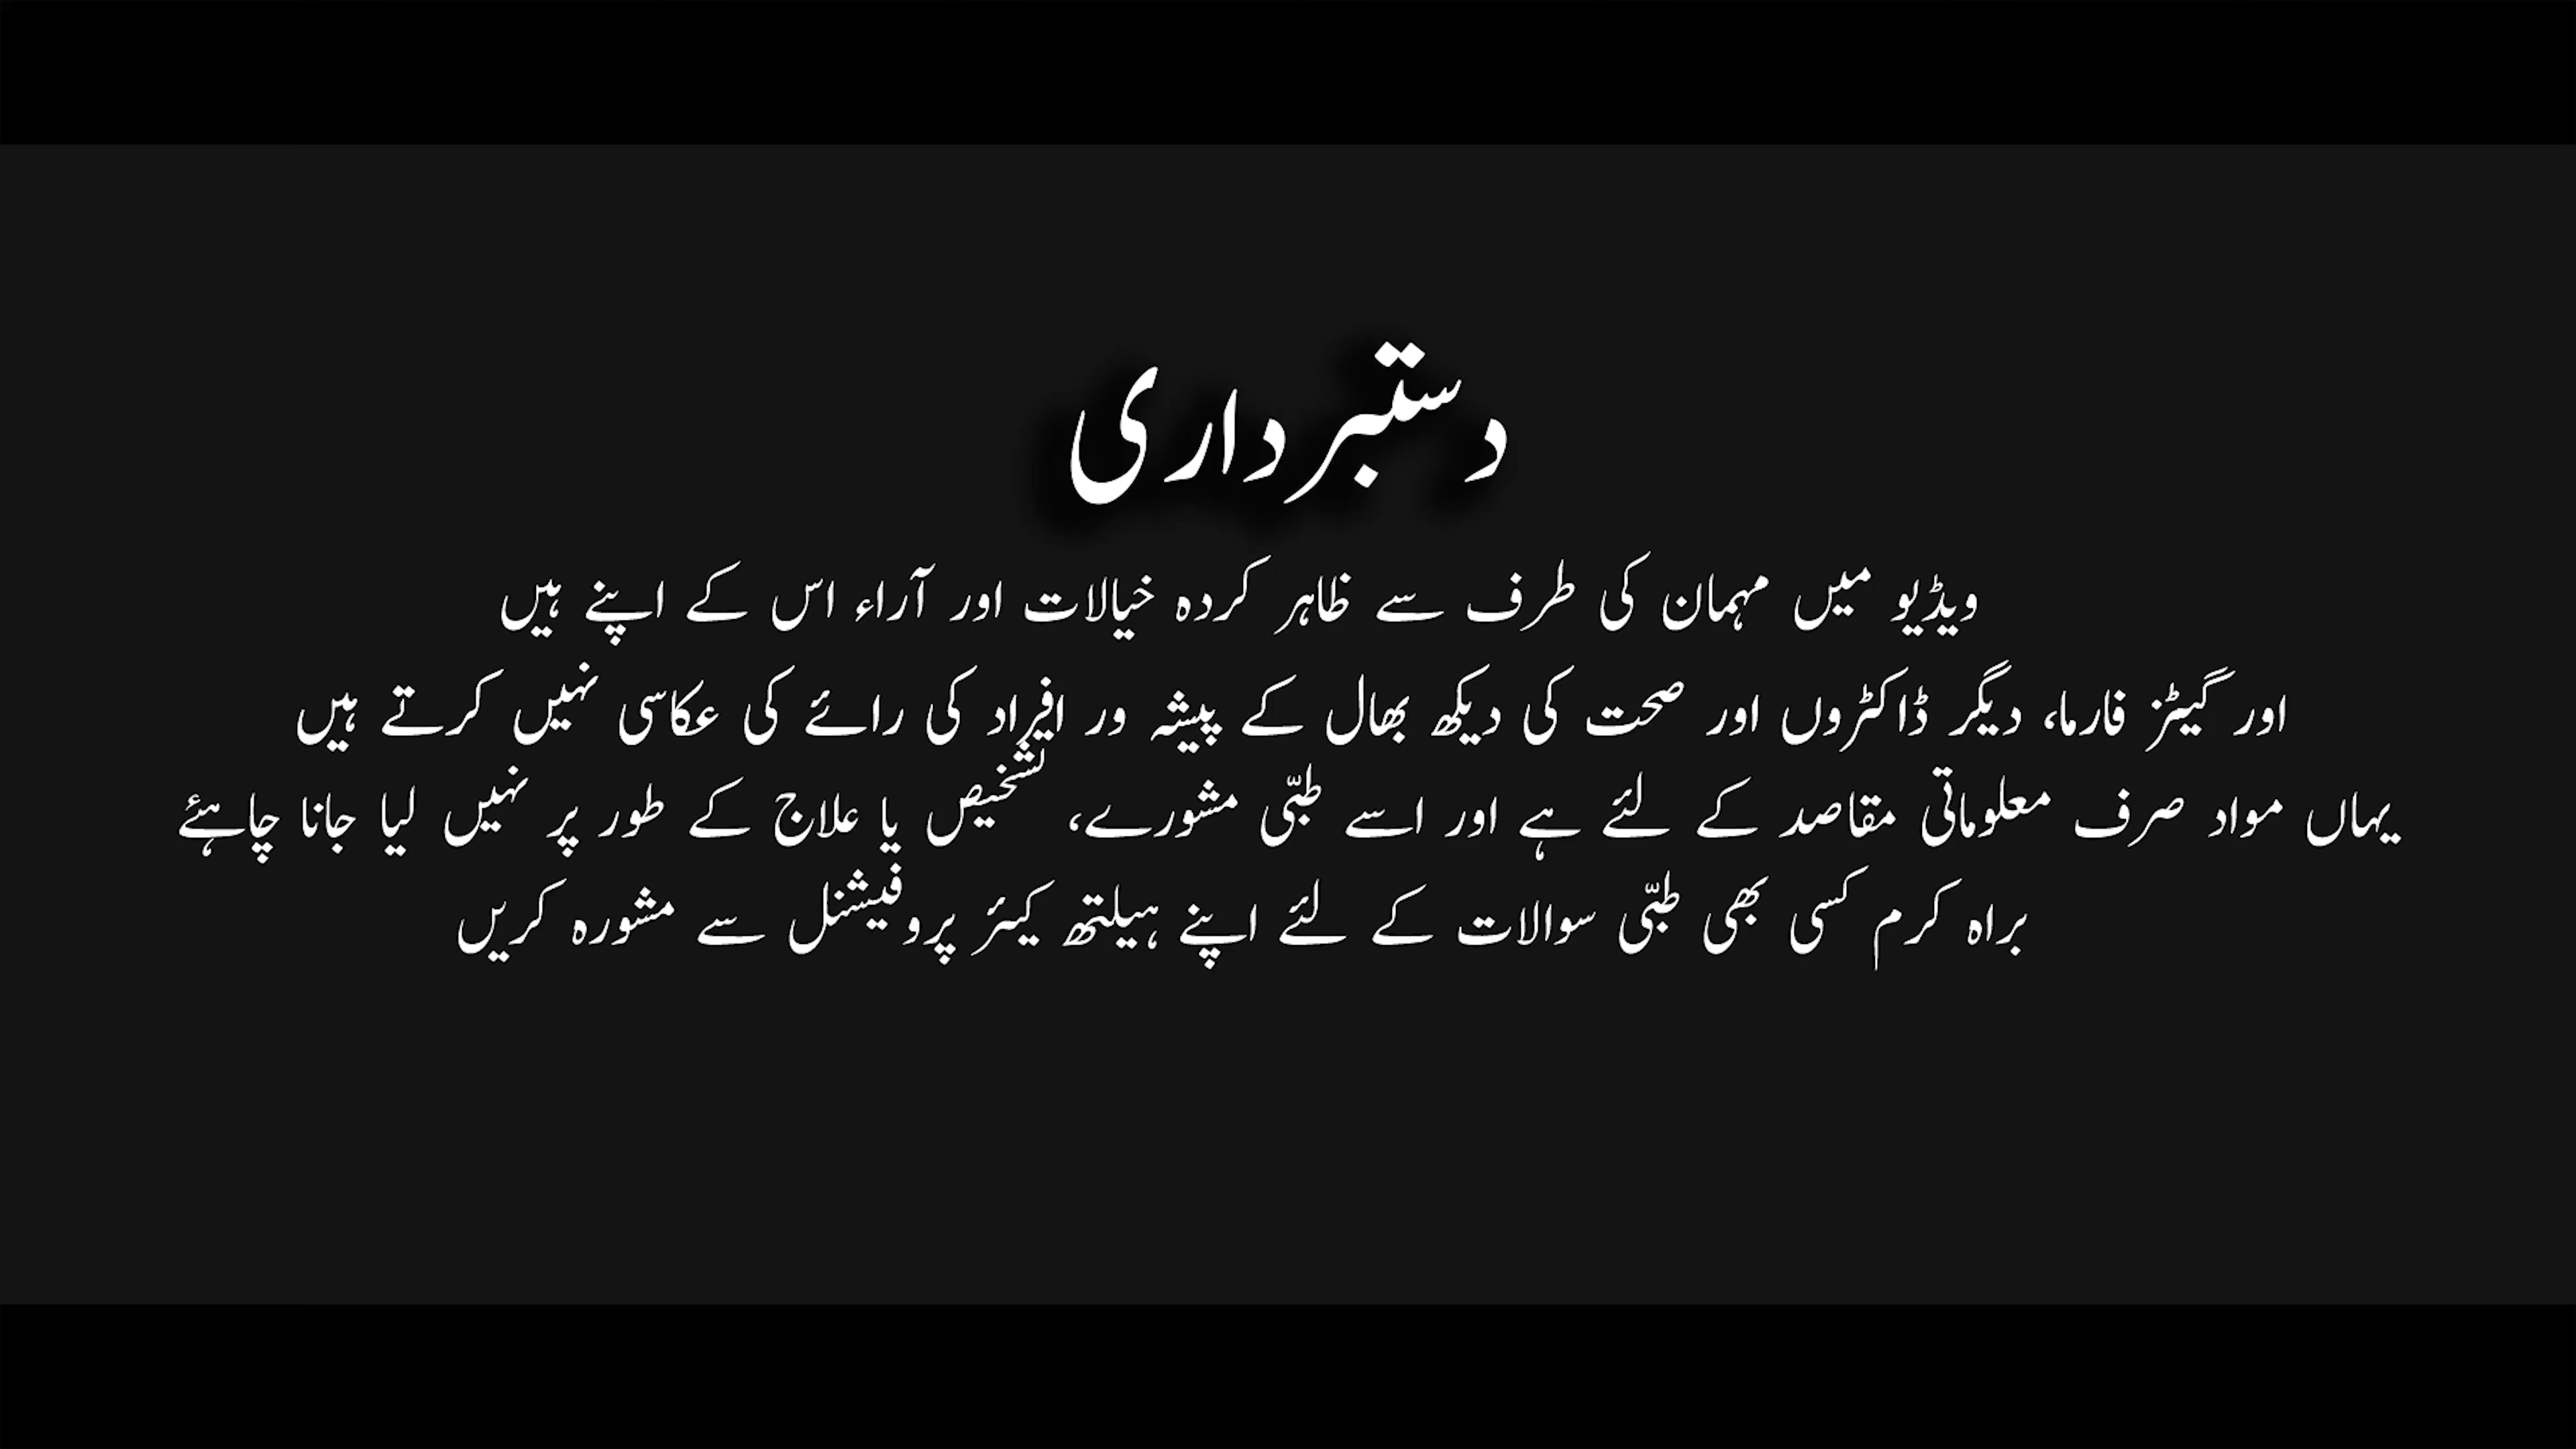 دستبرداری
ویڈیو میں مہمان کی طرف سے ظاہر کردہ خیالات اور آراء اس کے اپنے ہیں
اور گیٹز فارما، دیگر ڈاکٹروں اور صحت کی دیکھ بھال کے پیشہ ور افراد کی رائے کی عکاسی نہیں کرتے ہیں
یہاں مواد صرف معلوماتی مقاصد کے لئے ہے اور اسے طبّی مشورے، تشخیص یا علاج کے طور پر نہیں لیا جانا چاہئے
براہ کرم کسی بھی طبّی سوالات کے لئے اپنے ہیلتھ کیئر پروفیشنل سے مشورہ کریں